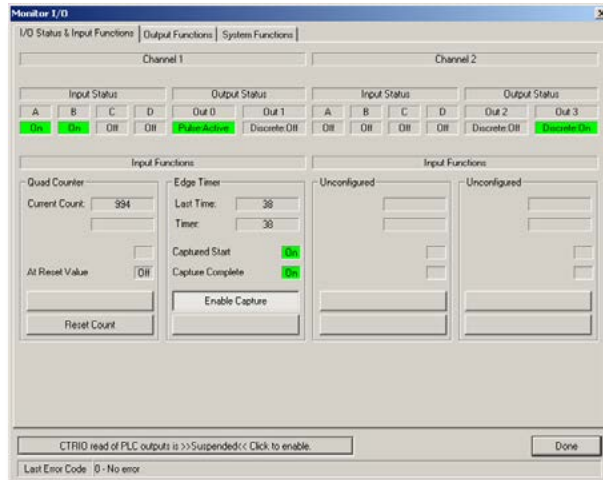 Monitor I/O
I/O Status & Input Functions Output Functions System Functions
Channel 1 Channel 2
Input Status Output Status Input Status Output Status
A B C D Out 0 Out 1 A B C D Out 2 Out 3
On On Off Off Pulse:Active Discrete:Off Off Off Off Off Discrete:Off Discrete:On
Input Functions Input Functions
Quad Counter Edge Timer Unconfigured Unconfigured
Current Count: 994 Last Time: 38
Timer: 38
Captured Start On
At Reset Value Off Capture Complete On
Enable Capture
Reset Count
CTRIO read of PLC outputs is >>Suspended<< Click to enable. Done
Last Error Code 0 - No error